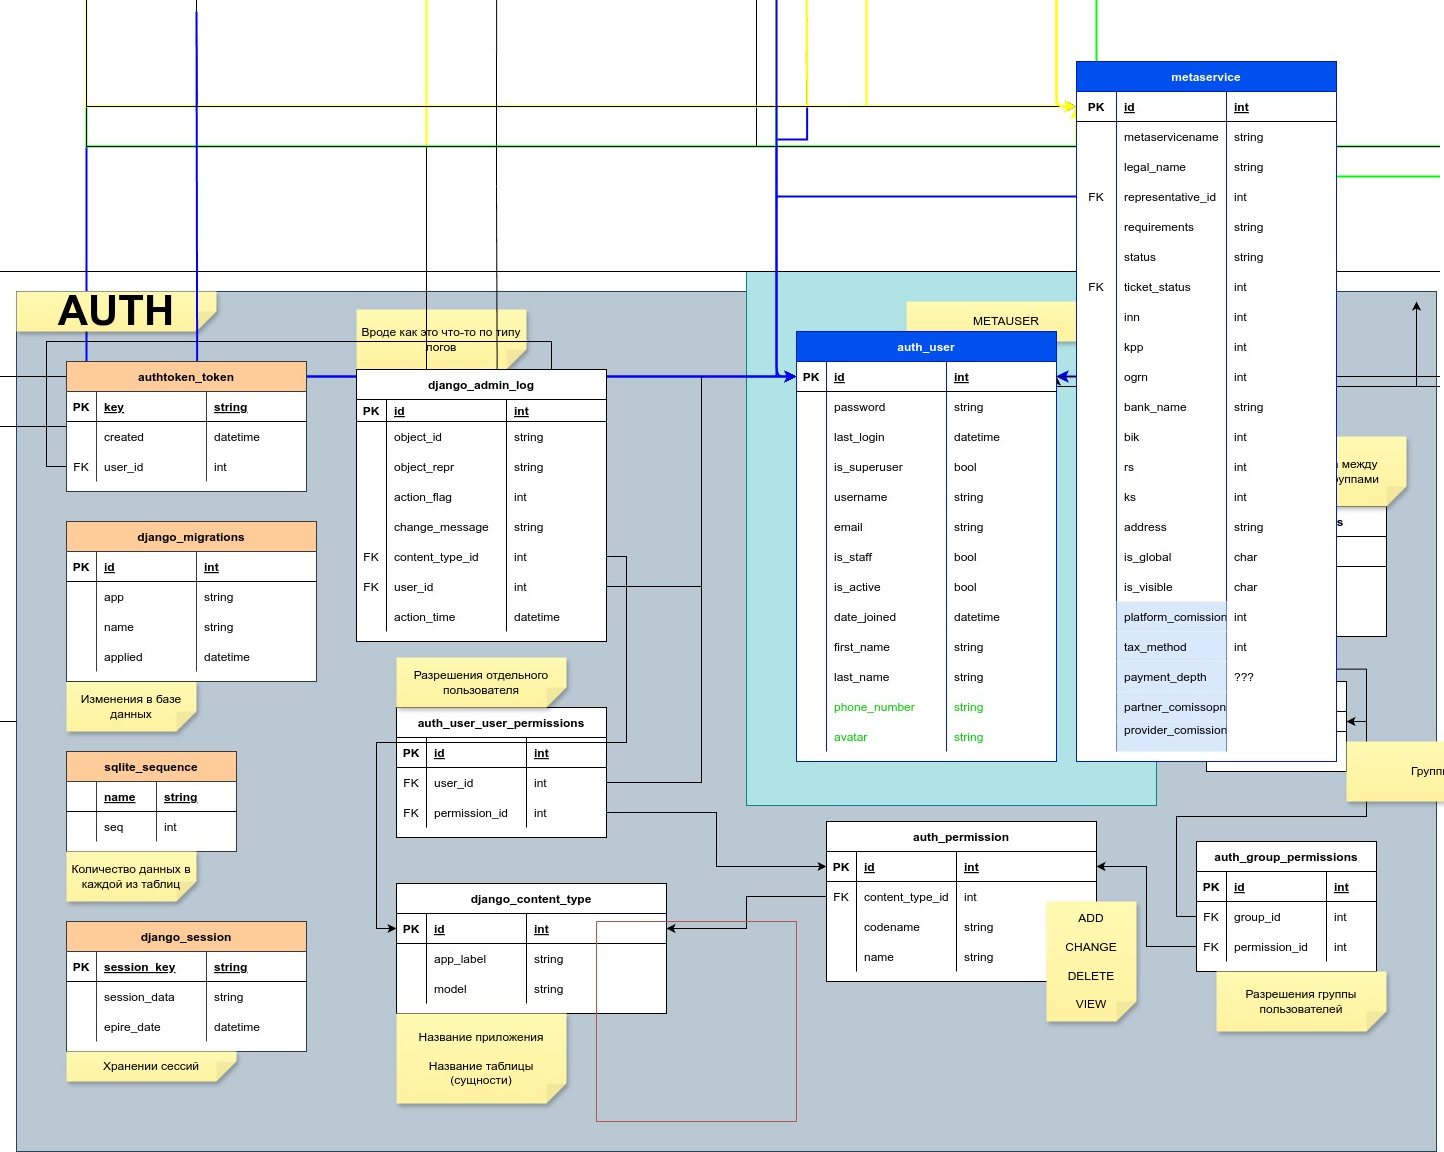 metaservice
PK id int
metaservicename string
legal_name string
FK representative_id int
requirements string
status string
FK ticket_status int
inn int
kpp int
ogrn int
bank_name string
bik int
rs int
ks int
address string
is_global char
is_visible char
platform_comission int
tax_method int
payment_depth ???
partner_comissopn
provider_comission
AUTH
Вроде как это что-то по типу
логов
METAUSER
authtoken_token
PK key string
created datetime
FK user_id int
django_admin_log
PK id int
object_id string
object_repr string
action_flag int
change_message string
FK content_type_id int
FK user_id int
action_time datetime
auth_user
PK id int
password string
last_login datetime
is_superuser bool
username string
email string
is_staff bool
is_active bool
date_joined datetime
first_name string
last_name string
phone_number string
avatar string
между
s
django_migrations
PK id int
app string
name string
applied datetime
Изменения в базе
данных
Разрешения отдельного
пользователя
auth_user_user_permissions
PK id int
FK user_id int
FK permission_id int
sqlite_sequence
name string
seq int
Количество данных в
каждой из таблиц
django_content_type
PK id int
app_label string
model string
Название приложения
Название таблицы
(сущности)
auth_permission
PK id int
FK content_type_id int
codename string
name string
ADD
CHANGE
DELETE
VIEW
auth_group_permissions
PK id int
FK group_id int
FK permission_id int
Разрешения группы
пользователей
django_session
PK session_key string
session_data string
epire_date datetime
Хранении сессий